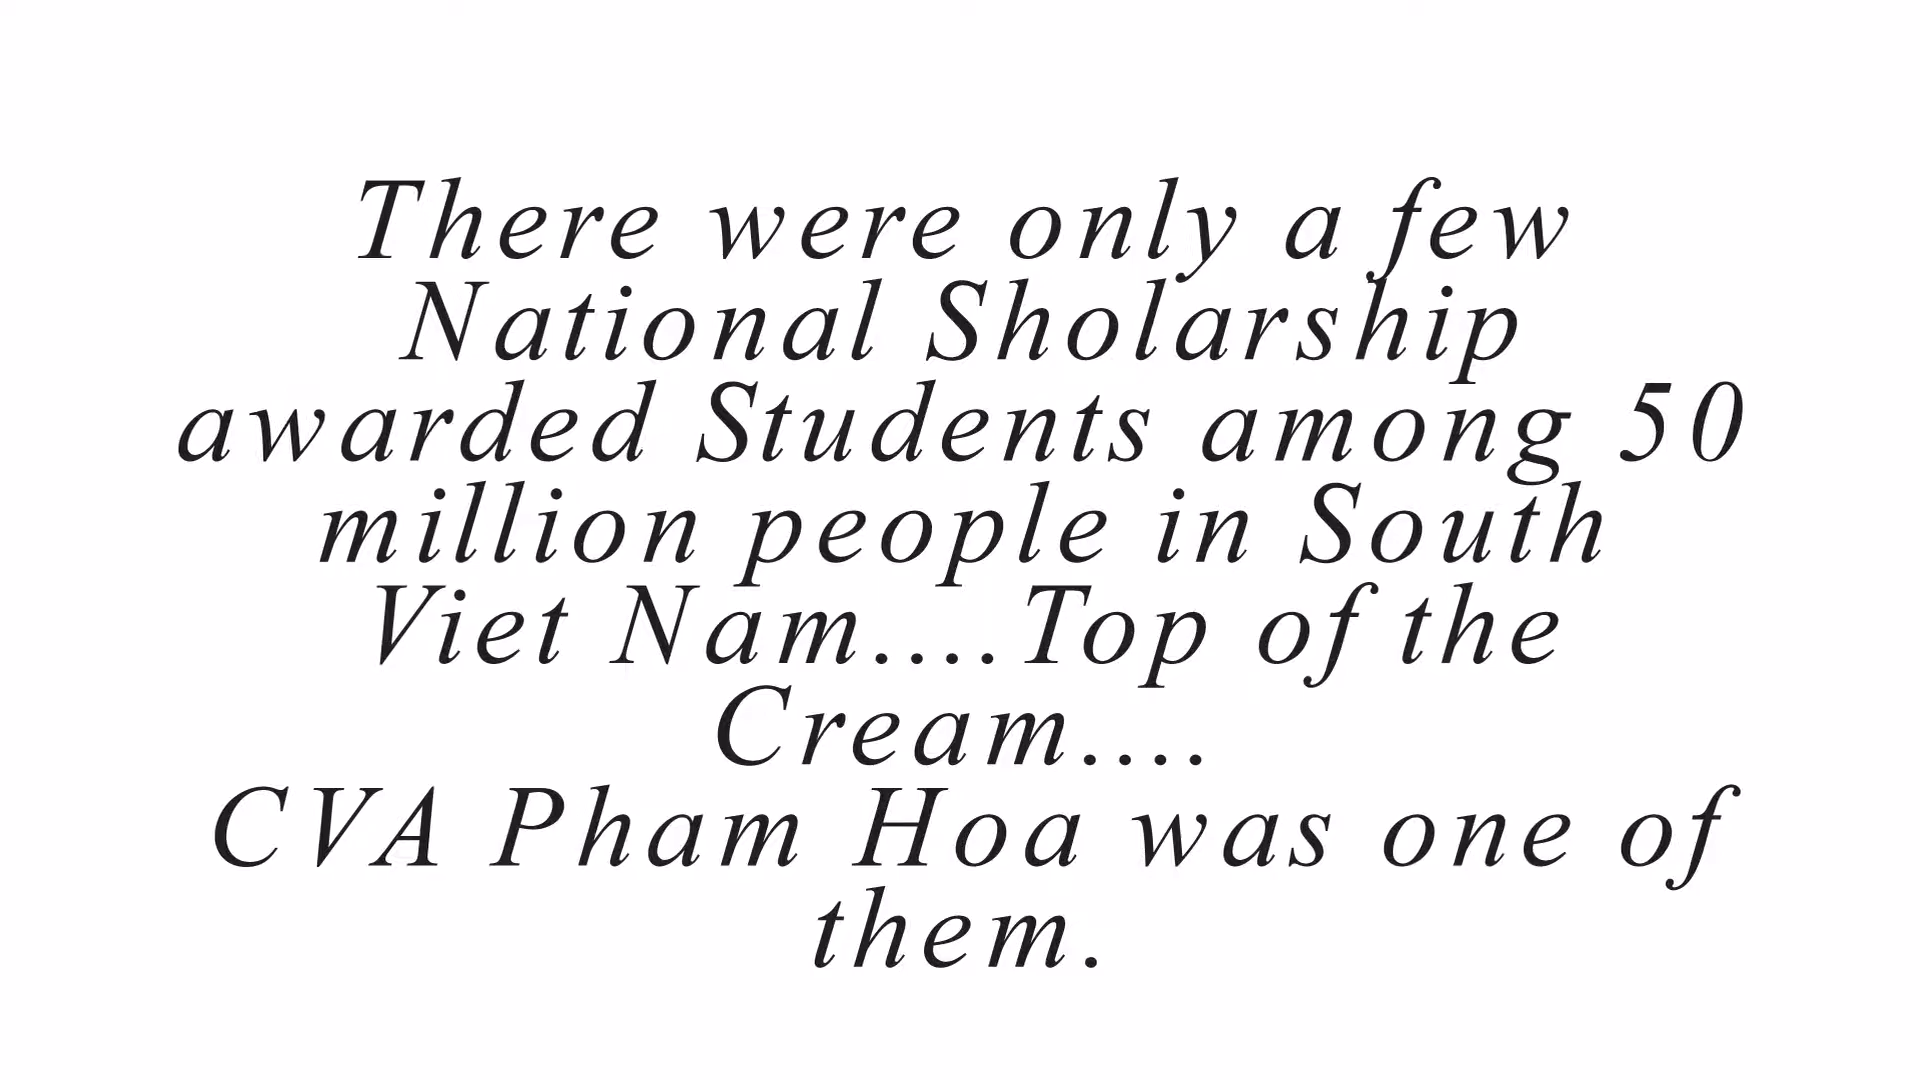 There were only a few
National Sholarship
awarded Students among 50
million people in South
Viet Nam....Top of the
Cream....
CVA Pham Hoa was one of
them.